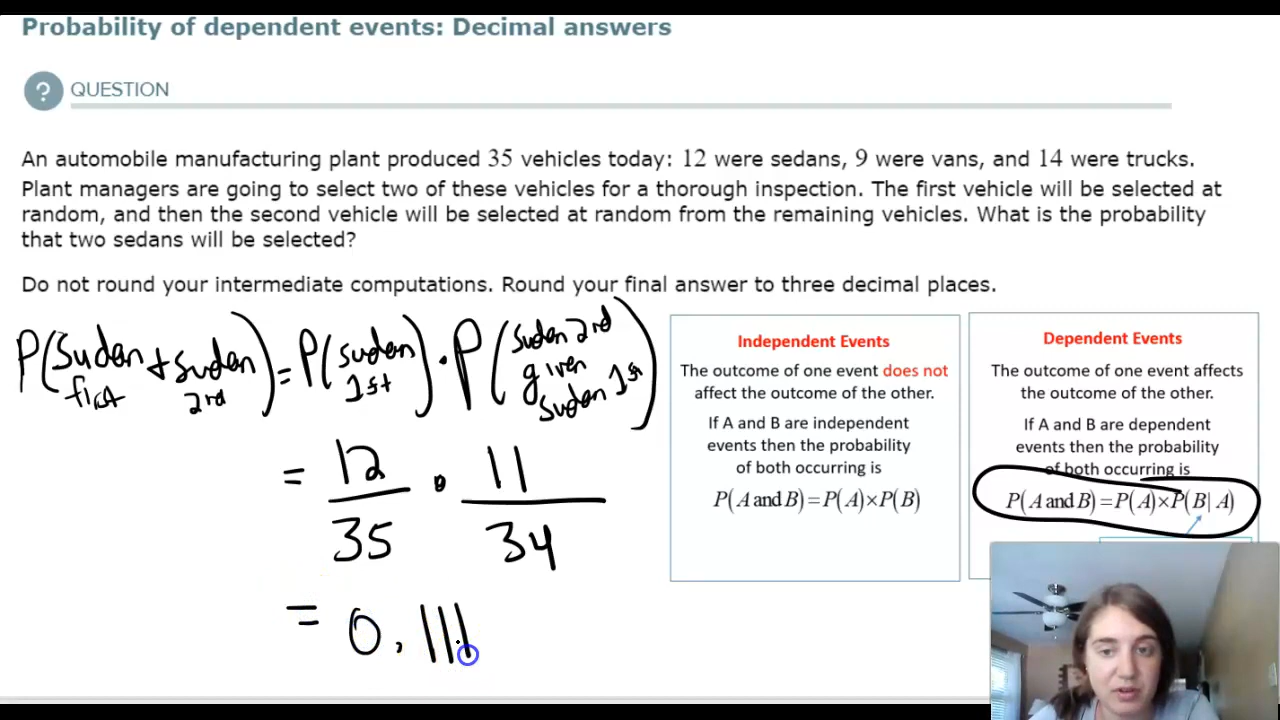 Probability of dependent events: Decimal answers
? QUESTION
An automobile manufacturing plant produced 35 vehicles today: 12 were sedans, 9 were vans, and 14 were trucks.
Plant managers are going to select two of these vehicles for a thorough inspection. The first vehicle will be selected at
random, and then the second vehicle will be selected at random from the remaining vehicles. What is the probability
that two sedans will be selected?
Do not round your intermediate computations. Round your final answer to three decimal places.
P(sudan first + sudan 2rd) = P(sudan 1st) · P(sudan 2rd given sudan 1st)
= 12/35 · 11/34
= 0.111
Independent Events
The outcome of one event does not
affect the outcome of the other.
If A and B are independent
events then the probability
of both occurring is
P(A and B)=P(A)×P(B)
Dependent Events
The outcome of one event affects
the outcome of the other.
If A and B are dependent
events then the probability
of both occurring is
P(A and B)=P(A)×P(B|A)